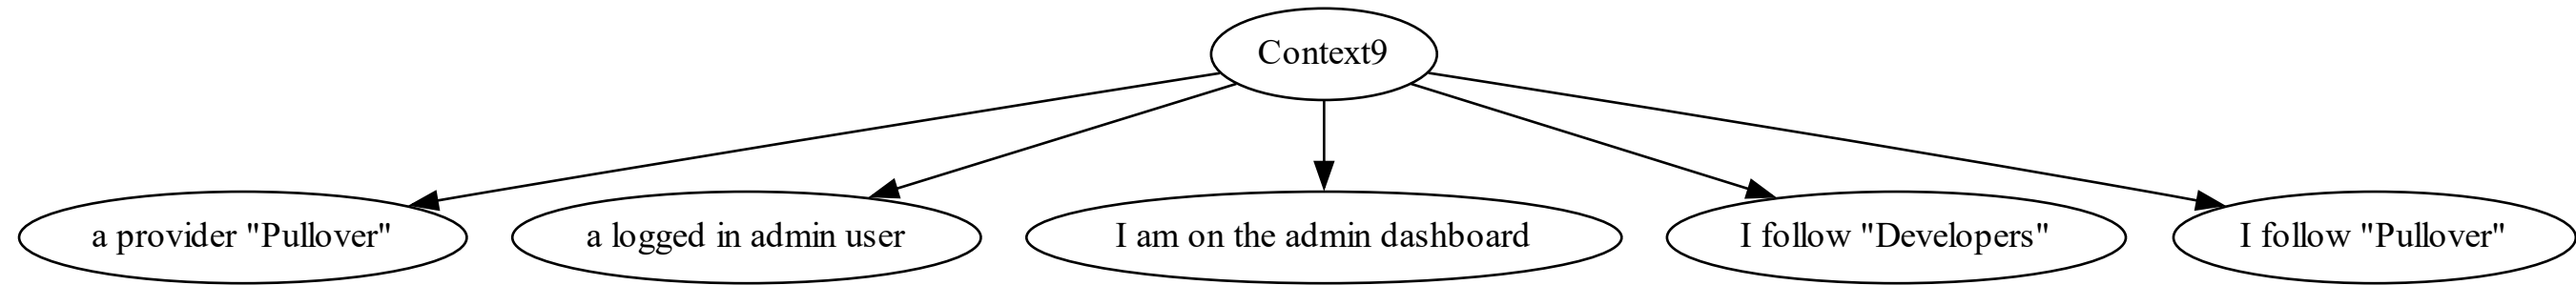 Context9
a provider "Pullover"
a logged in admin user
I am on the admin dashboard
I follow "Developers"
I follow "Pullover"